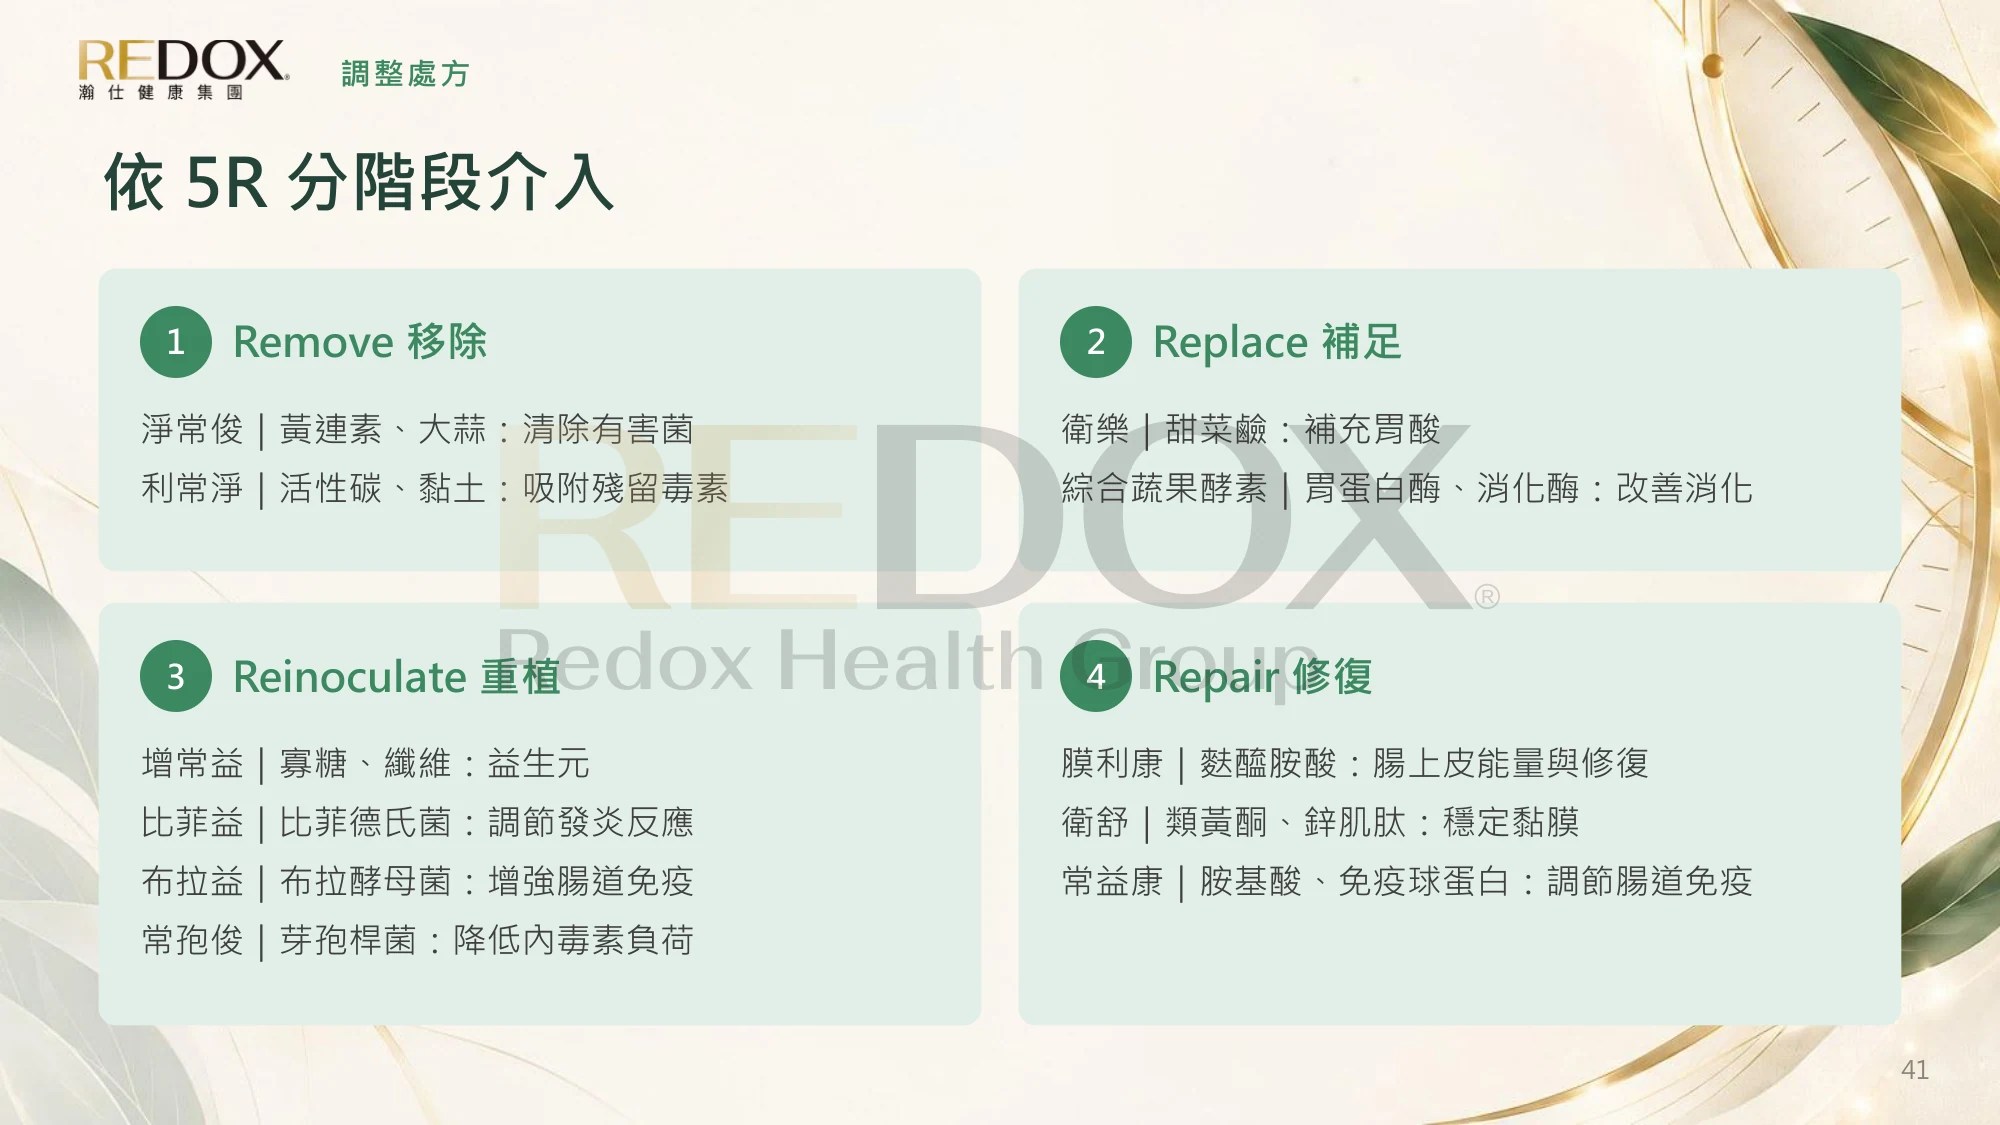 REDOX®
瀚仕健康集團
調整處方
依 5R 分階段介入
1 Remove 移除
淨常俊｜黃連素、大蒜：清除有害菌
利常淨｜活性碳、黏土：吸附殘留毒素
2 Replace 補足
衛樂｜甜菜鹼：補充胃酸
綜合蔬果酵素｜胃蛋白酶、消化酶：改善消化
3 Reinoculate 重植
增常益｜寡糖、纖維：益生元
比菲益｜比菲德氏菌：調節發炎反應
布拉益｜布拉酵母菌：增強腸道免疫
常孢俊｜芽孢桿菌：降低內毒素負荷
4 Repair 修復
膜利康｜麩醯胺酸：腸上皮能量與修復
衛舒｜類黃酮、鋅肌肽：穩定黏膜
常益康｜胺基酸、免疫球蛋白：調節腸道免疫
REDOX®
Redox Health Group
41